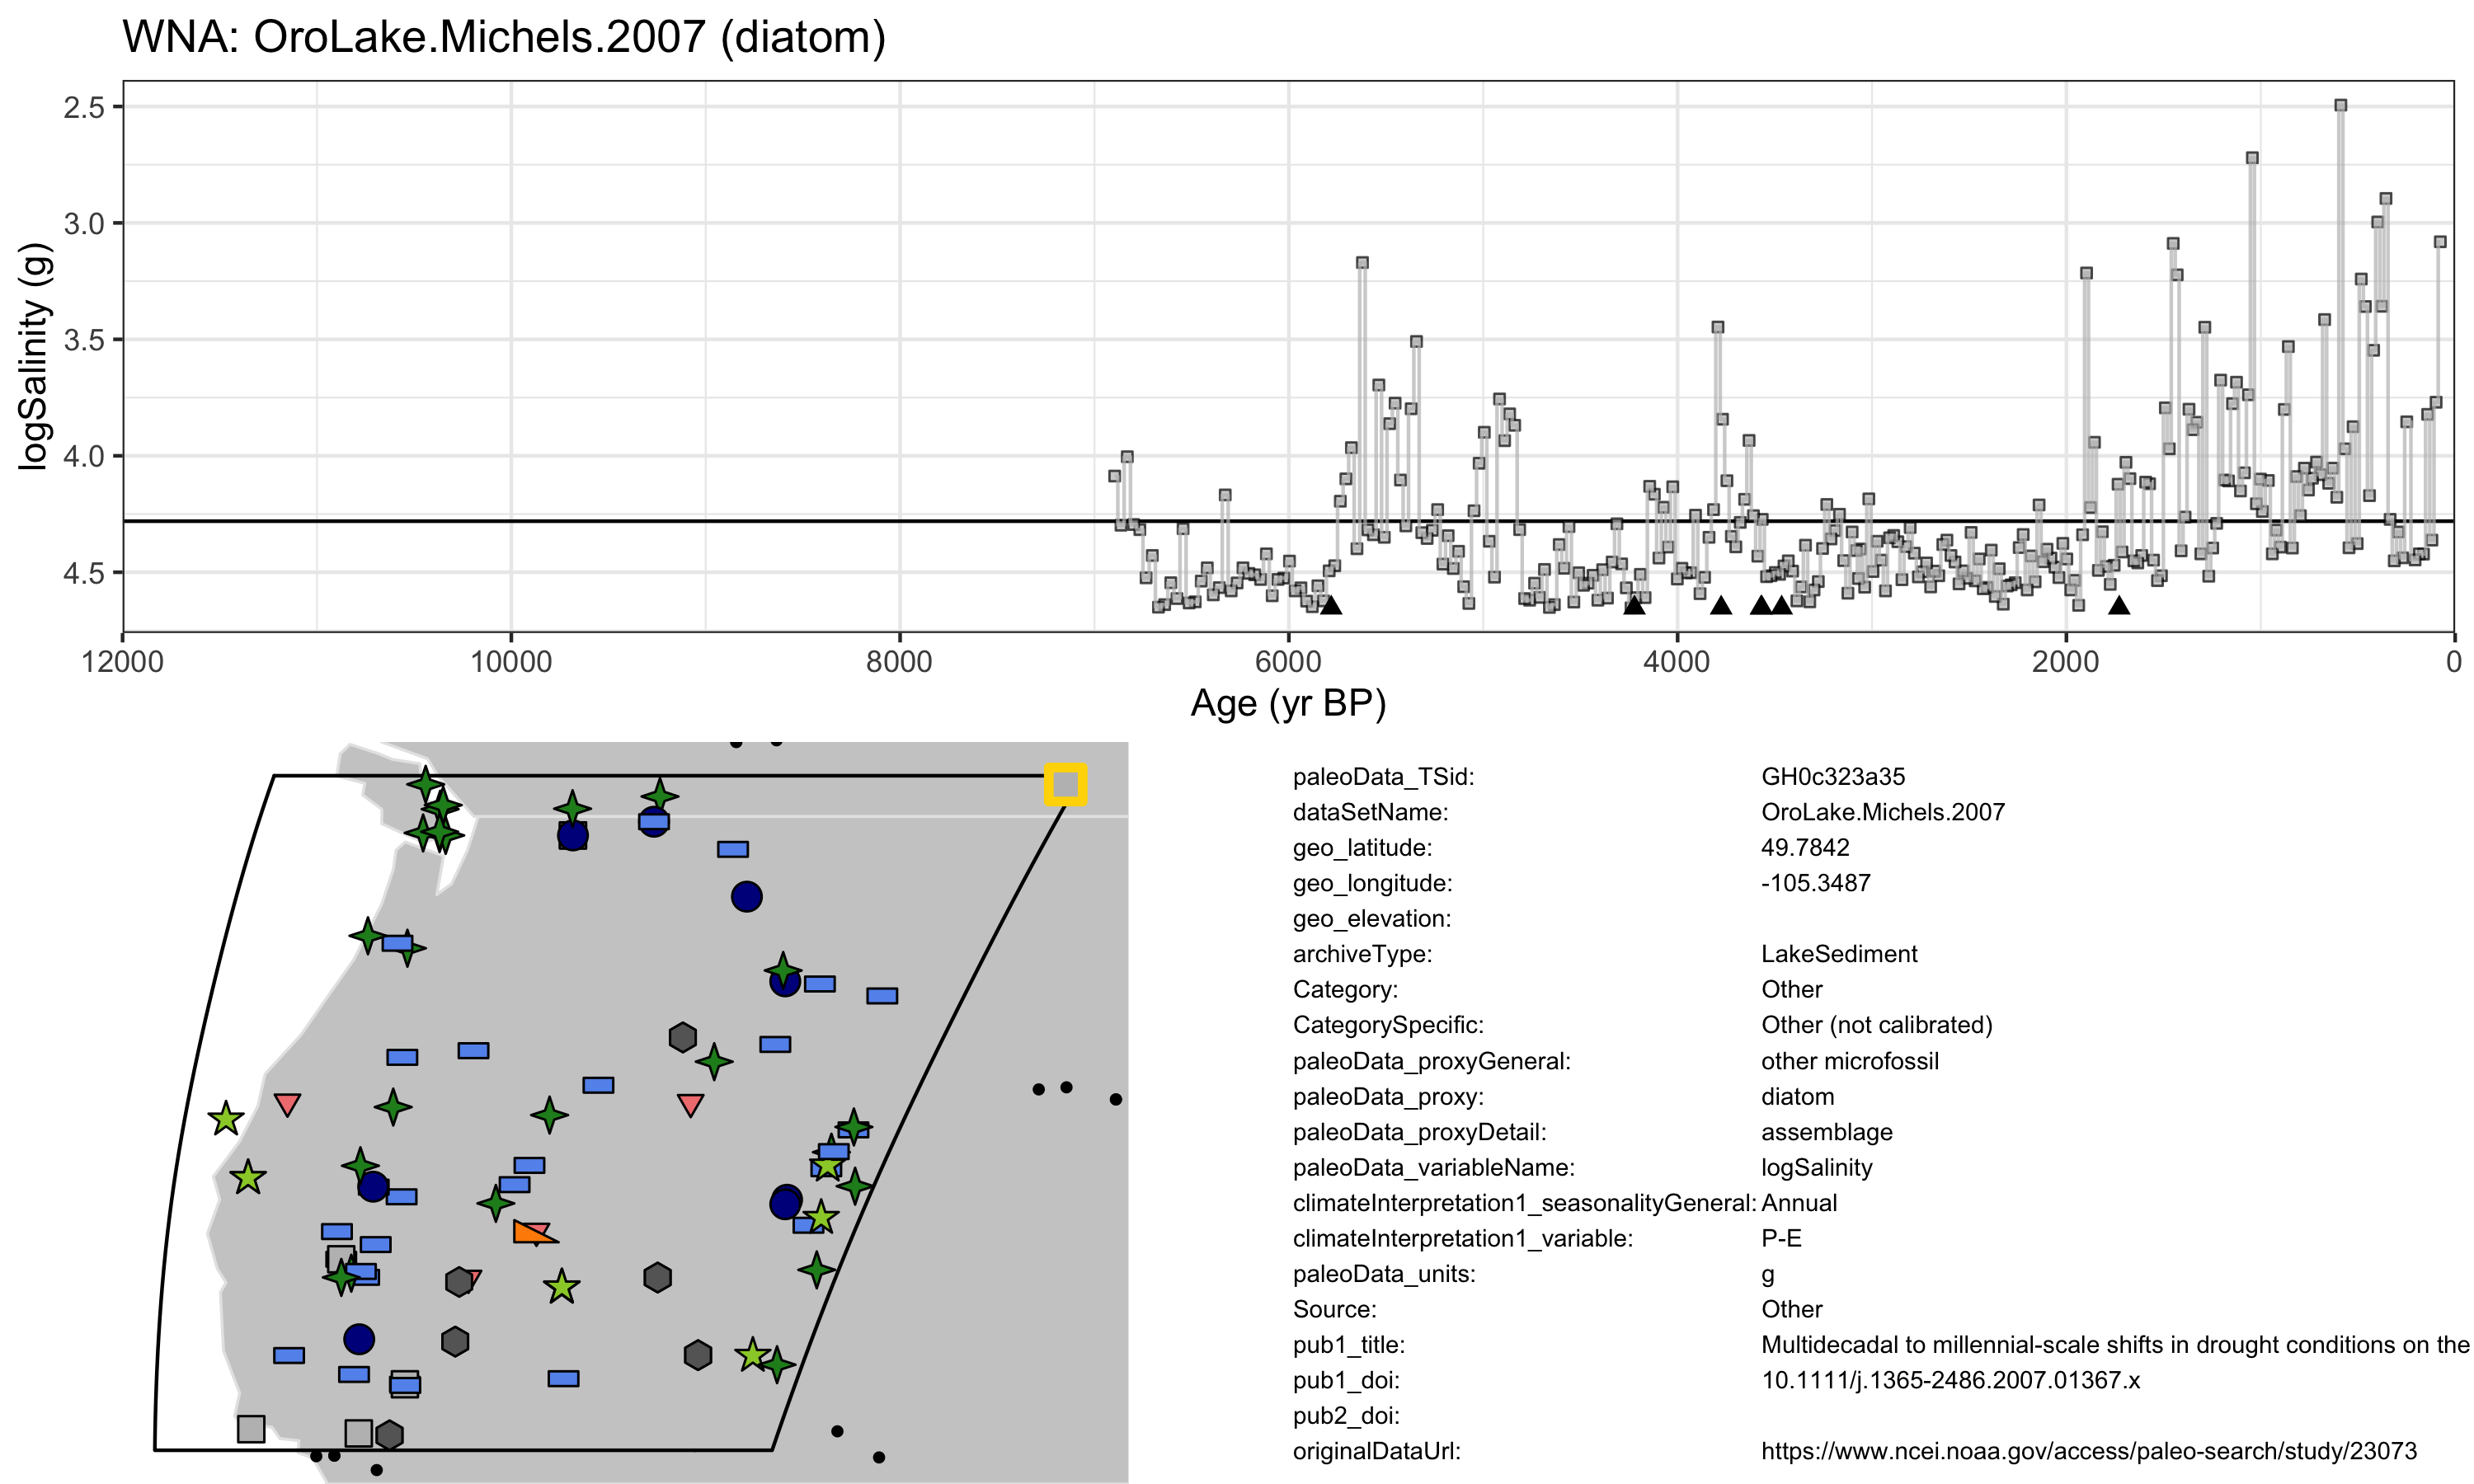 WNA: OroLake.Michels.2007 (diatom)
2.5
3.0
3.5
4.0
4.5
logSalinity (g)
12000 10000 8000 6000 4000 2000 0
Age (yr BP)
paleoData_TSid: GH0c323a35
dataSetName: OroLake.Michels.2007
geo_latitude: 49.7842
geo_longitude: -105.3487
geo_elevation:
archiveType: LakeSediment
Category: Other
CategorySpecific: Other (not calibrated)
paleoData_proxyGeneral: other microfossil
paleoData_proxy: diatom
paleoData_proxyDetail: assemblage
paleoData_variableName: logSalinity
climateInterpretation1_seasonalityGeneral: Annual
climateInterpretation1_variable: P-E
paleoData_units: g
Source: Other
pub1_title: Multidecadal to millennial-scale shifts in drought conditions on the
pub1_doi: 10.1111/j.1365-2486.2007.01367.x
pub2_doi:
originalDataUrl: https://www.ncei.noaa.gov/access/paleo-search/study/23073